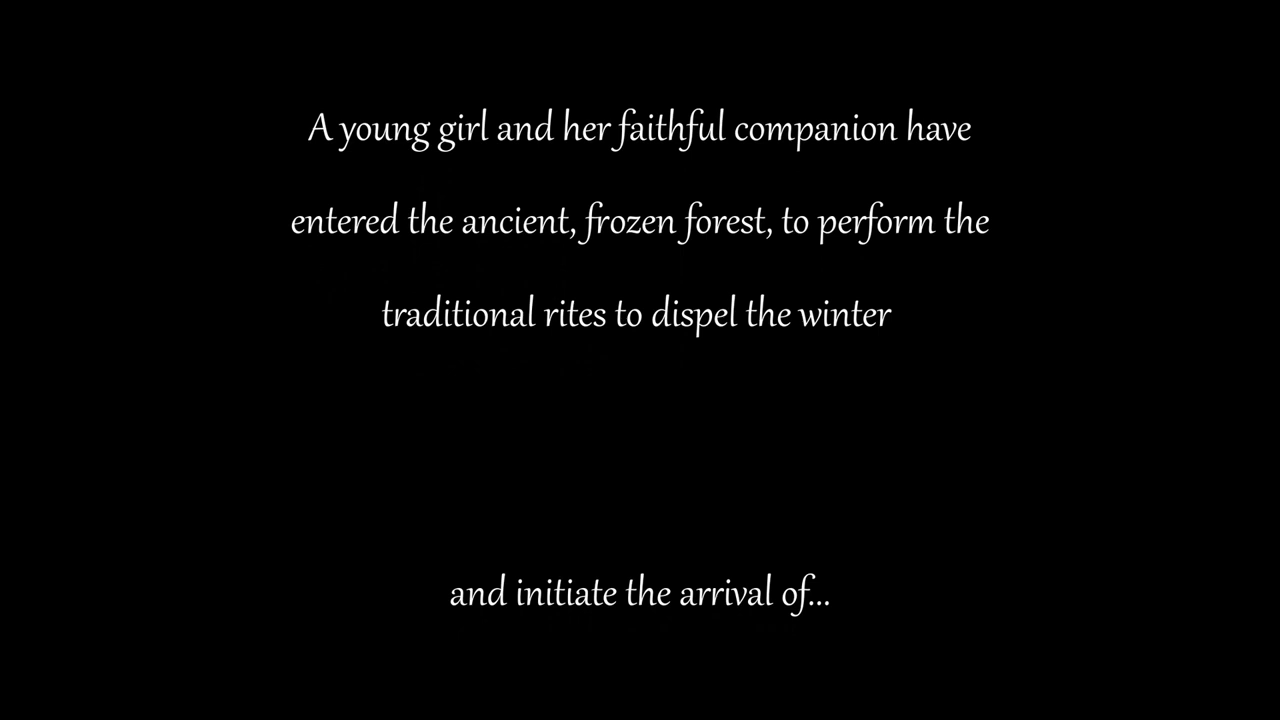 A young girl and her faithful companion have
entered the ancient, frozen forest, to perform the
traditional rites to dispel the winter
and initiate the arrival of...